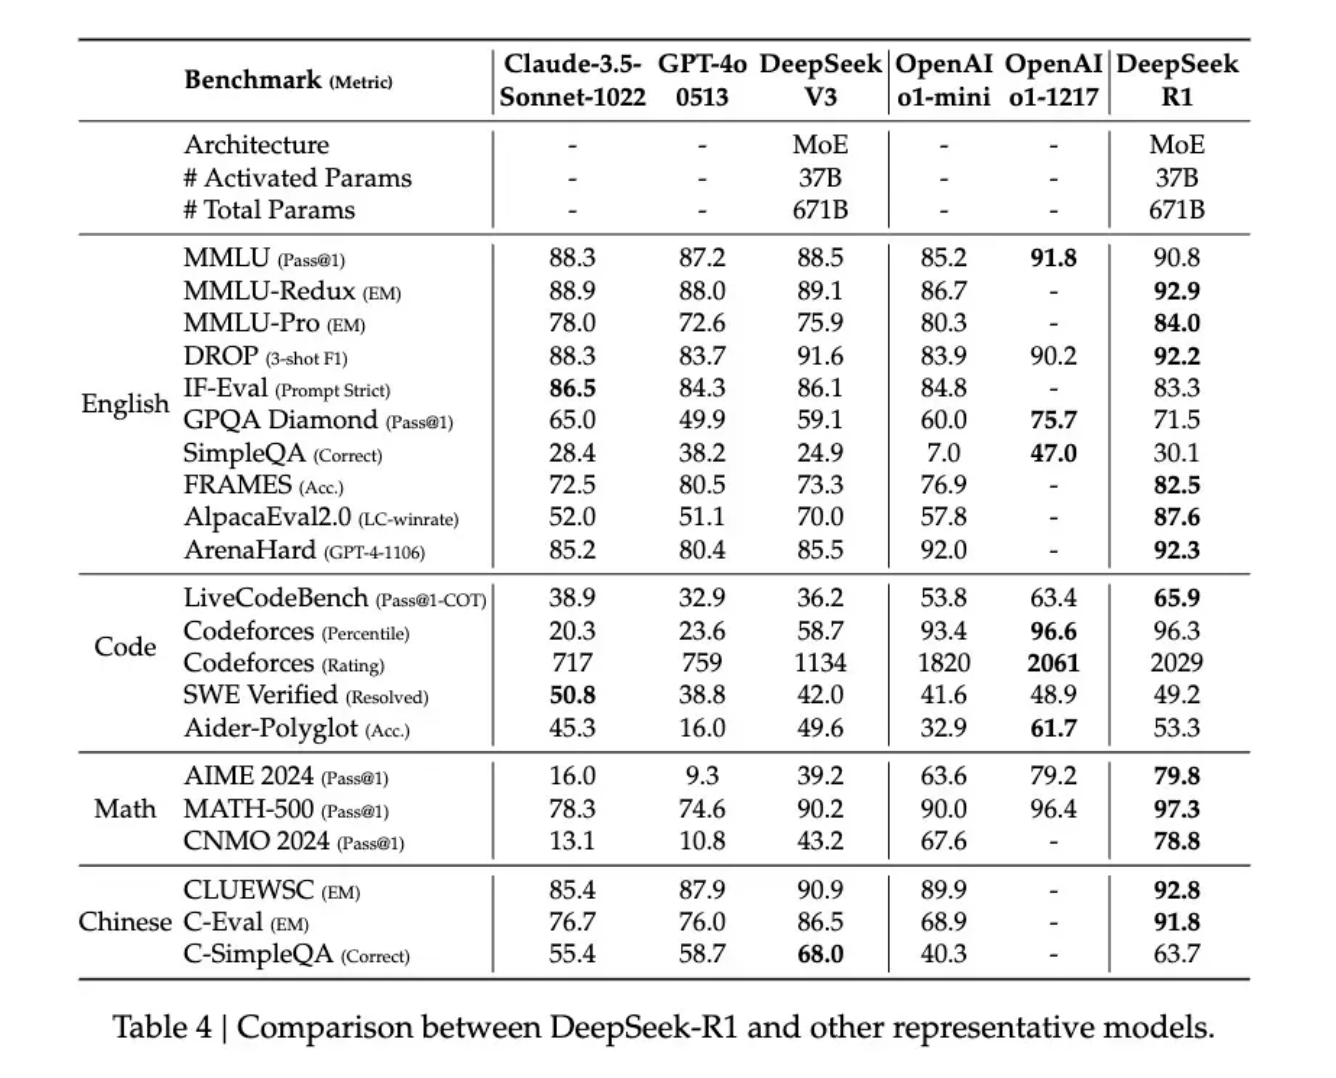 Benchmark (Metric) Claude-3.5-Sonnet-1022 GPT-4o 0513 DeepSeek V3 OpenAI o1-mini OpenAI o1-1217 DeepSeek R1
Architecture - - MoE - - MoE
# Activated Params - - 37B - - 37B
# Total Params - - 671B - - 671B
English
MMLU (Pass@1) 88.3 87.2 88.5 85.2 91.8 90.8
MMLU-Redux (EM) 88.9 88.0 89.1 86.7 - 92.9
MMLU-Pro (EM) 78.0 72.6 75.9 80.3 - 84.0
DROP (3-shot F1) 88.3 83.7 91.6 83.9 90.2 92.2
IF-Eval (Prompt Strict) 86.5 84.3 86.1 84.8 - 83.3
GPQA Diamond (Pass@1) 65.0 49.9 59.1 60.0 75.7 71.5
SimpleQA (Correct) 28.4 38.2 24.9 7.0 47.0 30.1
FRAMES (Acc.) 72.5 80.5 73.3 76.9 - 82.5
AlpacaEval2.0 (LC-winrate) 52.0 51.1 70.0 57.8 - 87.6
ArenaHard (GPT-4-1106) 85.2 80.4 85.5 92.0 - 92.3
Code
LiveCodeBench (Pass@1-COT) 38.9 32.9 36.2 53.8 63.4 65.9
Codeforces (Percentile) 20.3 23.6 58.7 93.4 96.6 96.3
Codeforces (Rating) 717 759 1134 1820 2061 2029
SWE Verified (Resolved) 50.8 38.8 42.0 41.6 48.9 49.2
Aider-Polyglot (Acc.) 45.3 16.0 49.6 32.9 61.7 53.3
Math
AIME 2024 (Pass@1) 16.0 9.3 39.2 63.6 79.2 79.8
MATH-500 (Pass@1) 78.3 74.6 90.2 90.0 96.4 97.3
CNMO 2024 (Pass@1) 13.1 10.8 43.2 67.6 - 78.8
Chinese
CLUEWSC (EM) 85.4 87.9 90.9 89.9 - 92.8
C-Eval (EM) 76.7 76.0 86.5 68.9 - 91.8
C-SimpleQA (Correct) 55.4 58.7 68.0 40.3 - 63.7
Table 4 | Comparison between DeepSeek-R1 and other representative models.